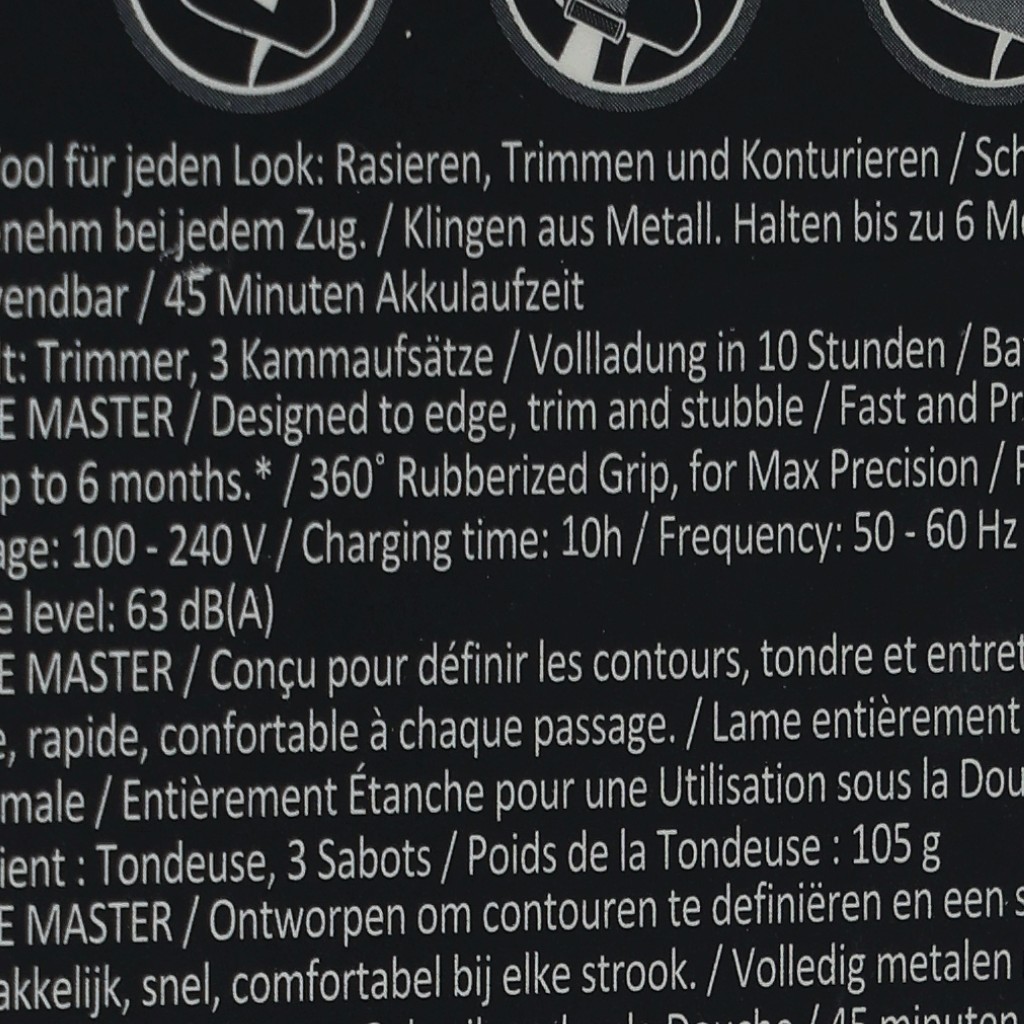 ool für jeden Look: Rasieren, Trimmen und Konturieren / Sch
nehm bei jedem Zug. / Klingen aus Metall. Halten bis zu 6 M
endbar / 45 Minuten Akkulaufzeit
lt: Trimmer, 3 Kammaufsätze / Vollladung in 10 Stunden / Ba
E MASTER / Designed to edge, trim and stubble / Fast and Pr
p to 6 months.* / 360° Rubberized Grip, for Max Precision /
age: 100 - 240 V / Charging time: 10h / Frequency: 50 - 60 Hz
e level: 63 dB(A)
E MASTER / Conçu pour définir les contours, tondre et entret
e, rapide, confortable à chaque passage. / Lame entièrement
male / Entièrement Étanche pour une Utilisation sous la Dou
ient : Tondeuse, 3 Sabots / Poids de la Tondeuse : 105 g
E MASTER / Ontworpen om contouren te definiëren en een s
akkelijk, snel, comfortabel bij elke strook. / Volledig metalen
Douche / 45 minuten